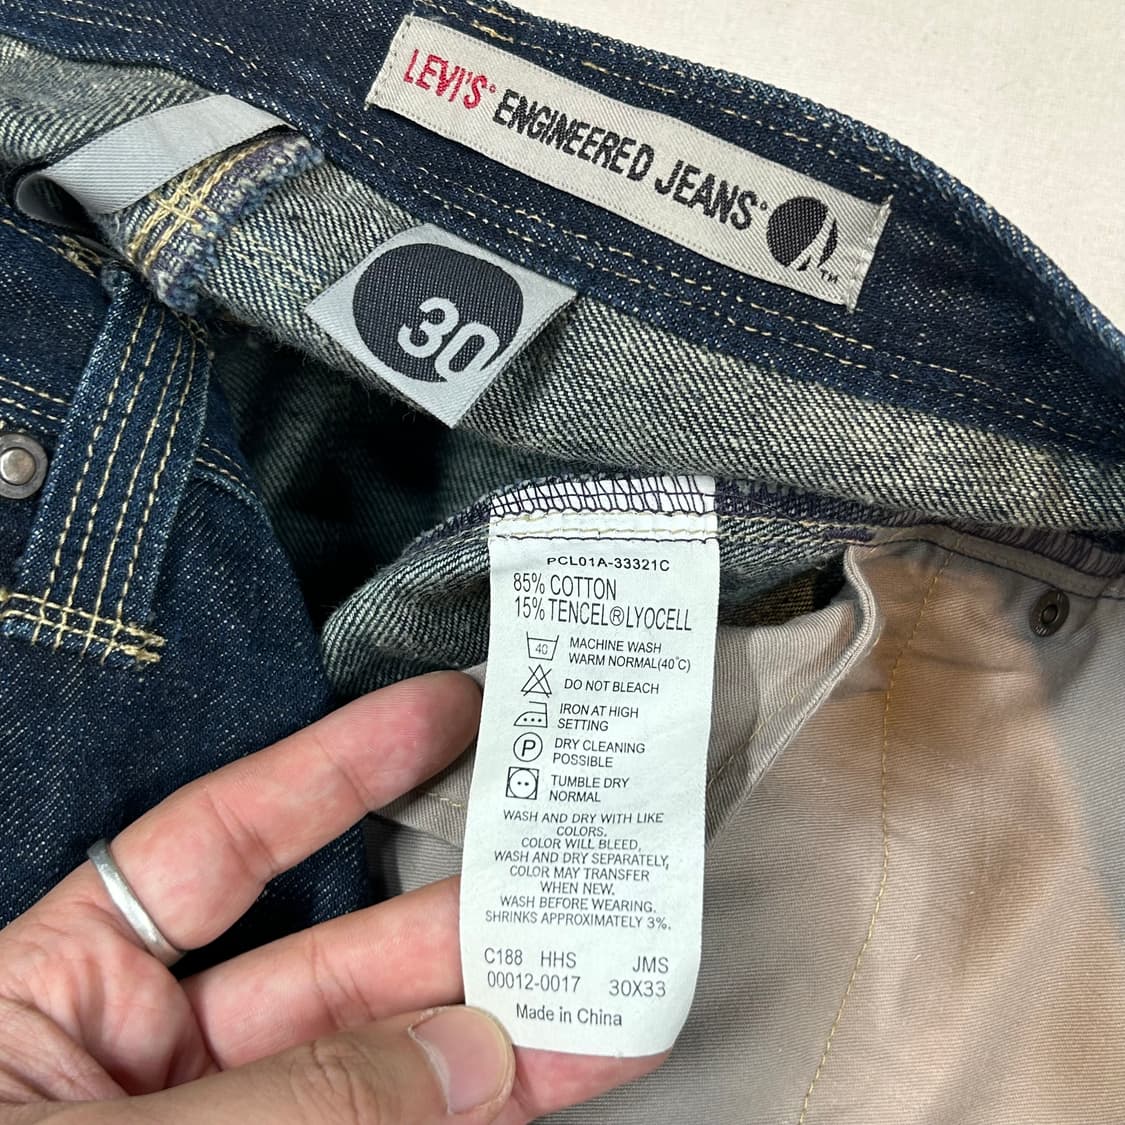 LEVI'S® ENGINEERED JEANS®
TM
30
PCL01A-33321C
85% COTTON
15% TENCEL®LYOCELL
40
MACHINE WASH
WARM NORMAL(40°C)
DO NOT BLEACH
IRON AT HIGH
SETTING
P
DRY CLEANING
POSSIBLE
TUMBLE DRY
NORMAL
WASH AND DRY WITH LIKE
COLORS.
COLOR WILL BLEED,
WASH AND DRY SEPARATELY,
COLOR MAY TRANSFER
WHEN NEW.
WASH BEFORE WEARING.
SHRINKS APPROXIMATELY 3%.
C188 HHS JMS
00012-0017 30X33
Made in China